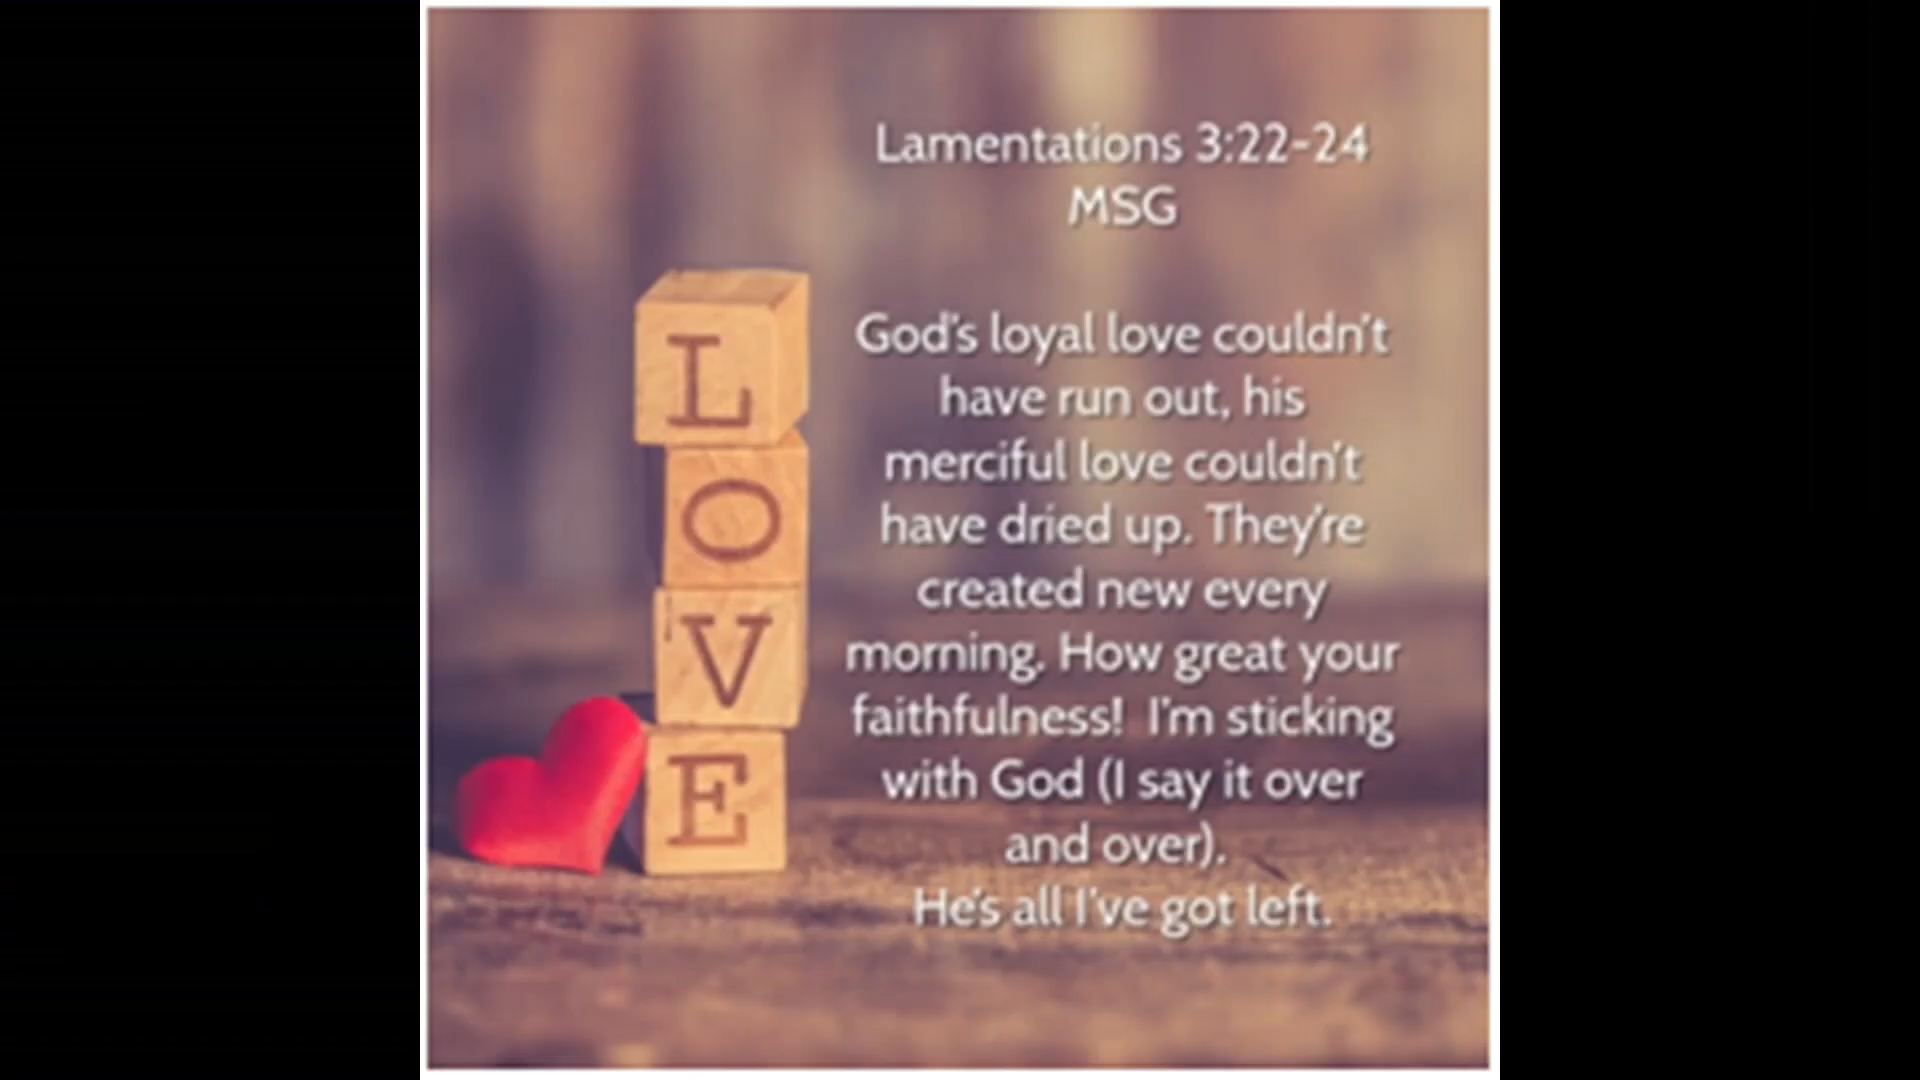 Lamentations 3:22-24
MSG
God's loyal love couldn't
have run out, his
merciful love couldn't
have dried up. They're
created new every
morning. How great your
faithfulness! I'm sticking
with God (I say it over
and over).
He's all I've got left.
L
O
V
E